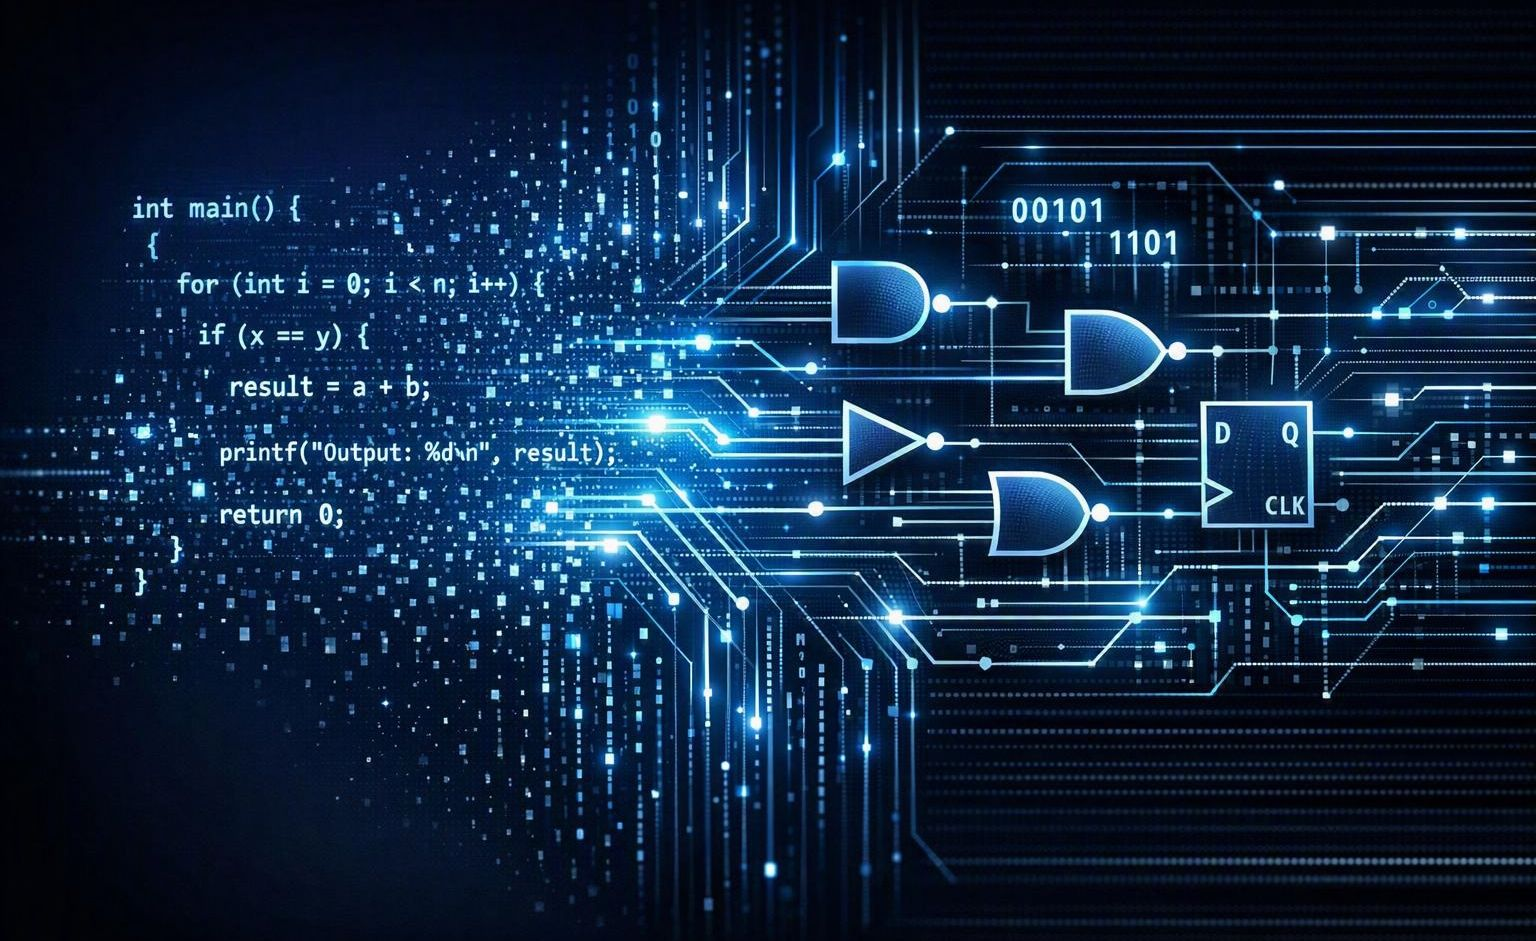 int main() {
{
for (int i = 0; i < n; i++) {
if (x == y) {
result = a + b;
printf("Output: %d\n", result);
return 0;
}
}
00101
1101
D Q
CLK